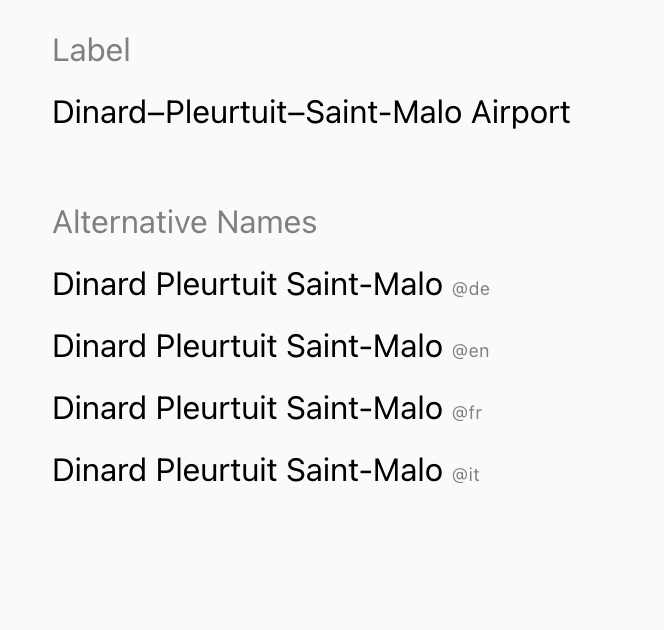 Label
Dinard–Pleurtuit–Saint-Malo Airport
Alternative Names
Dinard Pleurtuit Saint-Malo @de
Dinard Pleurtuit Saint-Malo @en
Dinard Pleurtuit Saint-Malo @fr
Dinard Pleurtuit Saint-Malo @it